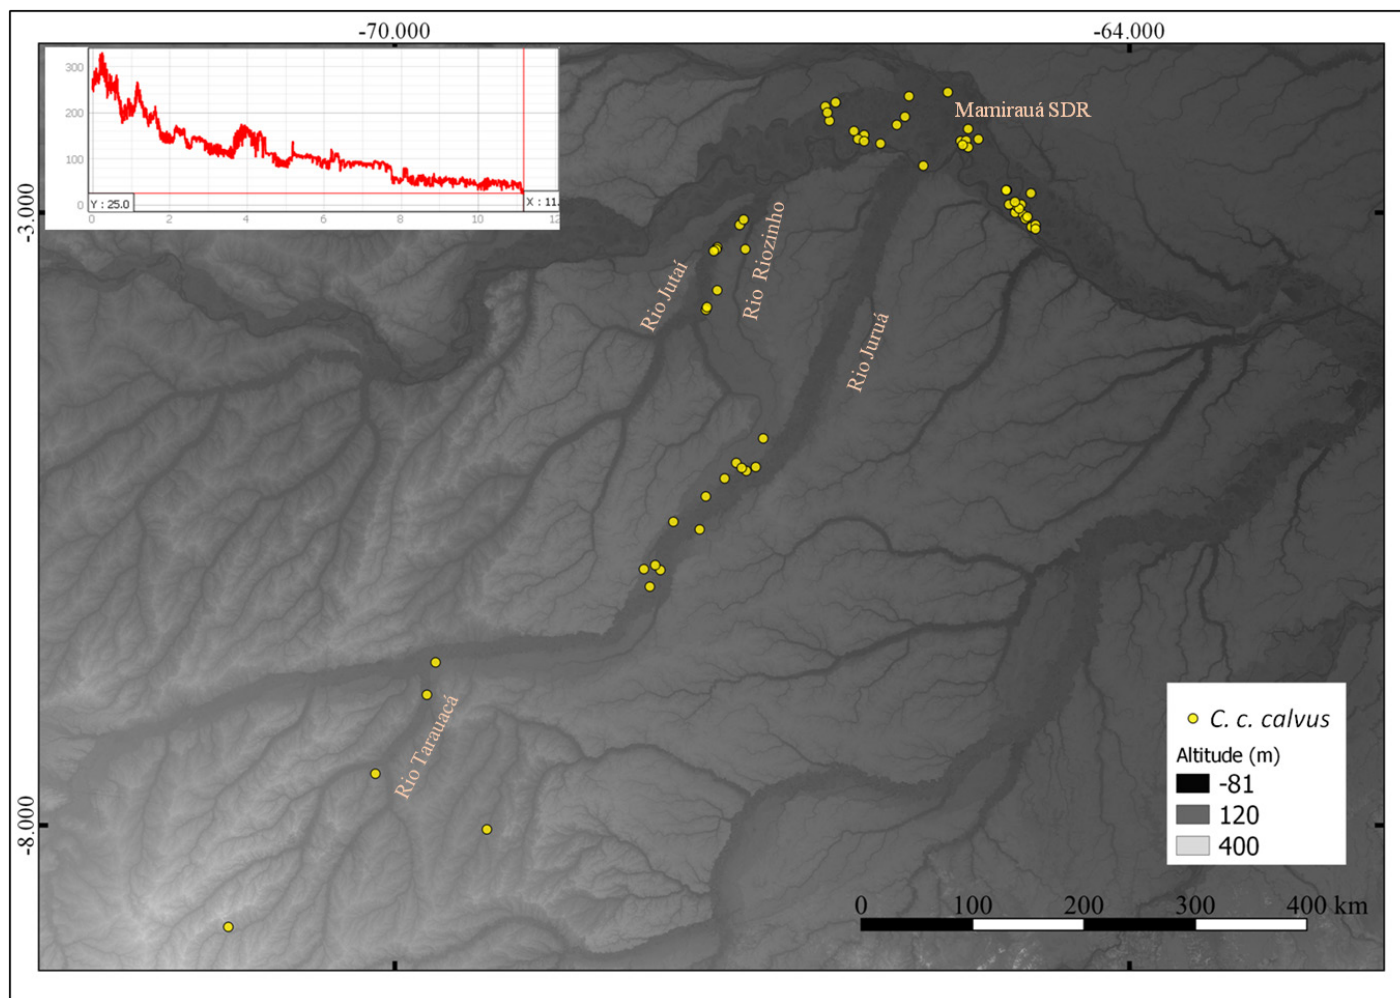 -70.000
-64.000
300
200
100
0
Y : 25.0
X : 11.
0
2
4
6
8
10
12
Mamirauá SDR
-3.000
Rio Jutaí
Rio Riozinho
Rio Juruá
Rio Tarauacá
-8.000
C. c. calvus
Altitude (m)
-81
120
400
0 100 200 300 400 km